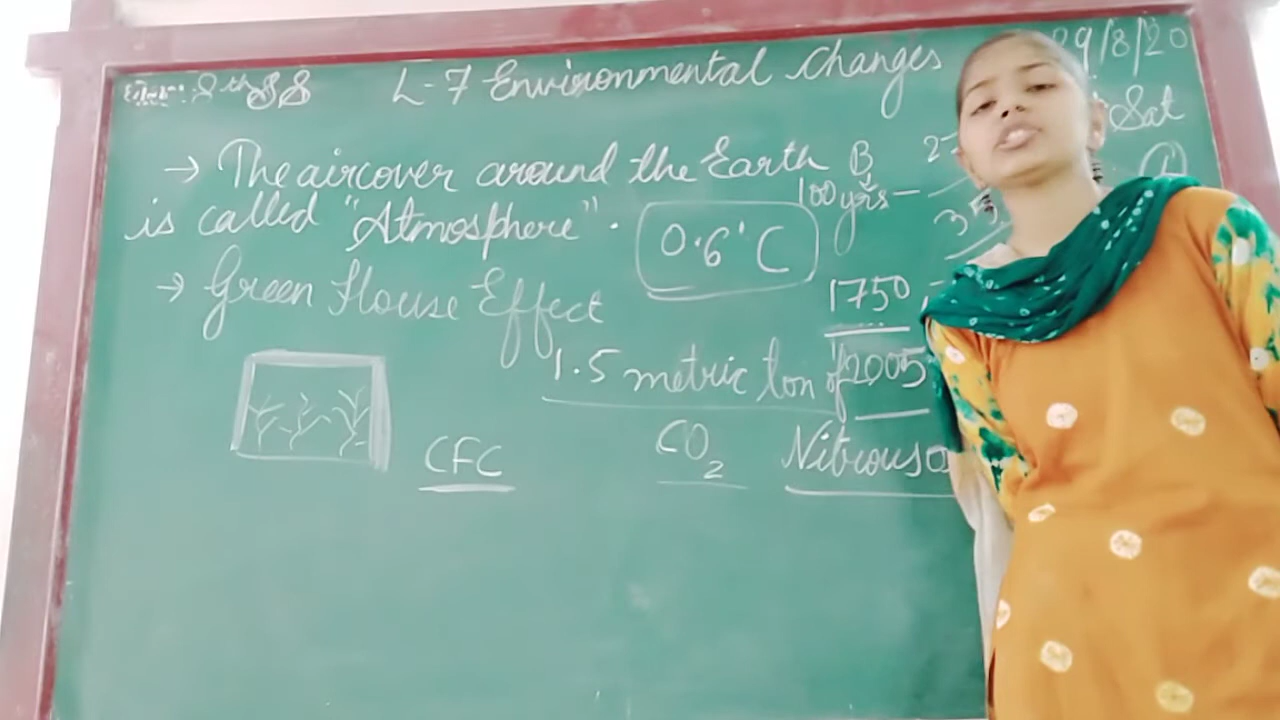 8th SS L-7 Environmental Changes 29/8/20
Sat
→ The aircover around the Earth
is called "Atmosphere".
100 yrs -
0.6°C
→ Green House Effect
1750
1.5 metric ton of
2005
CFC CO2 Nitrous